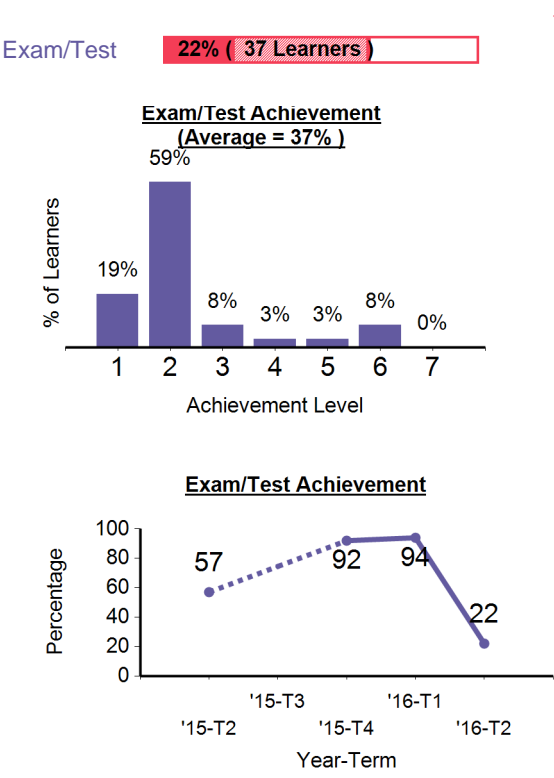 Exam/Test 22% ( 37 Learners )
Exam/Test Achievement
(Average = 37% )
59%
19%
8%
3%
3%
8%
0%
% of Learners
1 2 3 4 5 6 7
Achievement Level
Exam/Test Achievement
100
80
60
40
20
0
Percentage
57
92
94
22
'15-T3 '16-T1
'15-T2 '15-T4 '16-T2
Year-Term